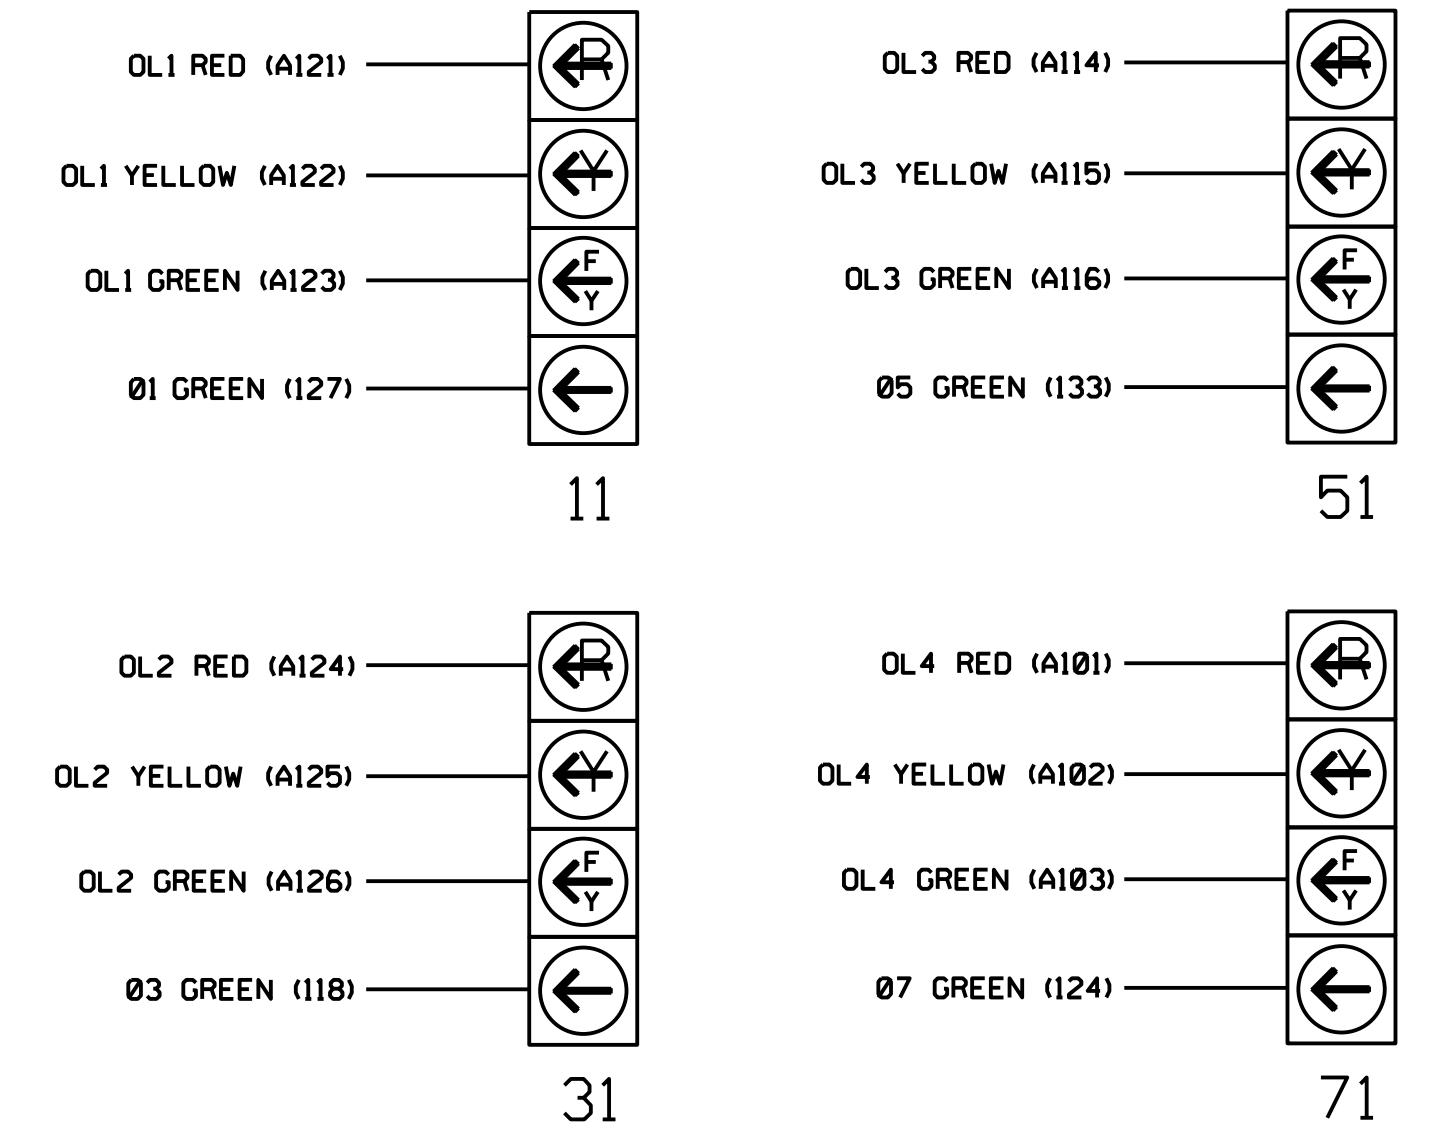 OL1 RED (A121)
R
OL1 YELLOW (A122)
Y
OL1 GREEN (A123)
F
Y
01 GREEN (127)
11
OL3 RED (A114)
R
OL3 YELLOW (A115)
Y
OL3 GREEN (A116)
F
Y
05 GREEN (133)
51
OL2 RED (A124)
R
OL2 YELLOW (A125)
Y
OL2 GREEN (A126)
F
Y
03 GREEN (118)
31
OL4 RED (A101)
R
OL4 YELLOW (A102)
Y
OL4 GREEN (A103)
F
Y
07 GREEN (124)
71